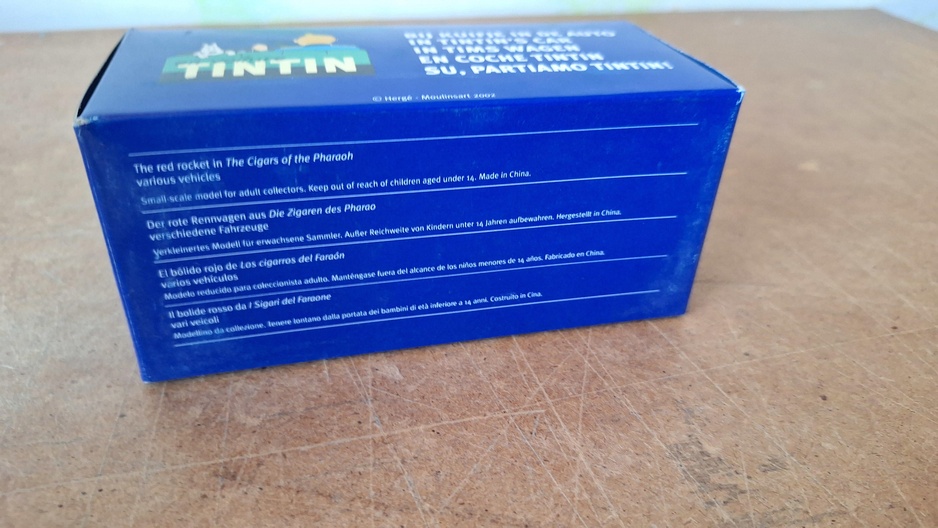 TINTIN
BIJ KUIFJE IN DE AUTO
IN TINTIN'S CAR
IN TIMS WAGEN
EN COCHE TINTIN
SU, PARTIAMO TINTIN!
© Hergé - Moulinsart 2002
The red rocket in The Cigars of the Pharaoh
various vehicles
Small-scale model for adult collectors. Keep out of reach of children aged under 14. Made in China.
Der rote Rennwagen aus Die Zigaren des Pharao
verschiedene Fahrzeuge
Verkleinertes Modell für erwachsene Sammler. Außer Reichweite von Kindern unter 14 Jahren aufbewahren. Hergestellt in China.
El bólido rojo de Los cigarros del Faraón
varios vehículos
Modelo reducido para coleccionista adulto. Manténgase fuera del alcance de los niños menores de 14 años. Fabricado en China.
Il bolide rosso da I Sigari del Faraone
vari veicoli
Modellino da collezione. Tenere lontano dalla portata dei bambini di età inferiore a 14 anni. Costruito in Cina.